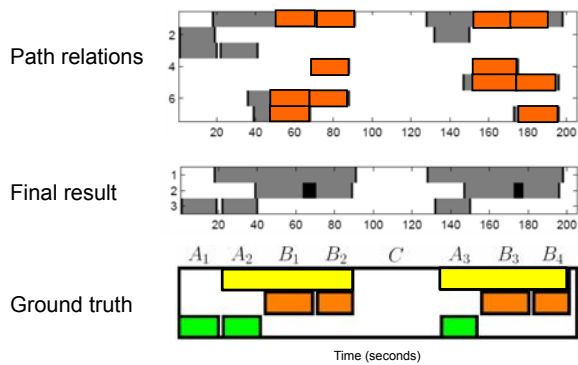 Path relations
2
4
6
20 40 60 80 100 120 140 160 180 200
Final result
1
2
3
20 40 60 80 100 120 140 160 180 200
A1 A2 B1 B2 C A3 B3 B4
Ground truth
Time (seconds)